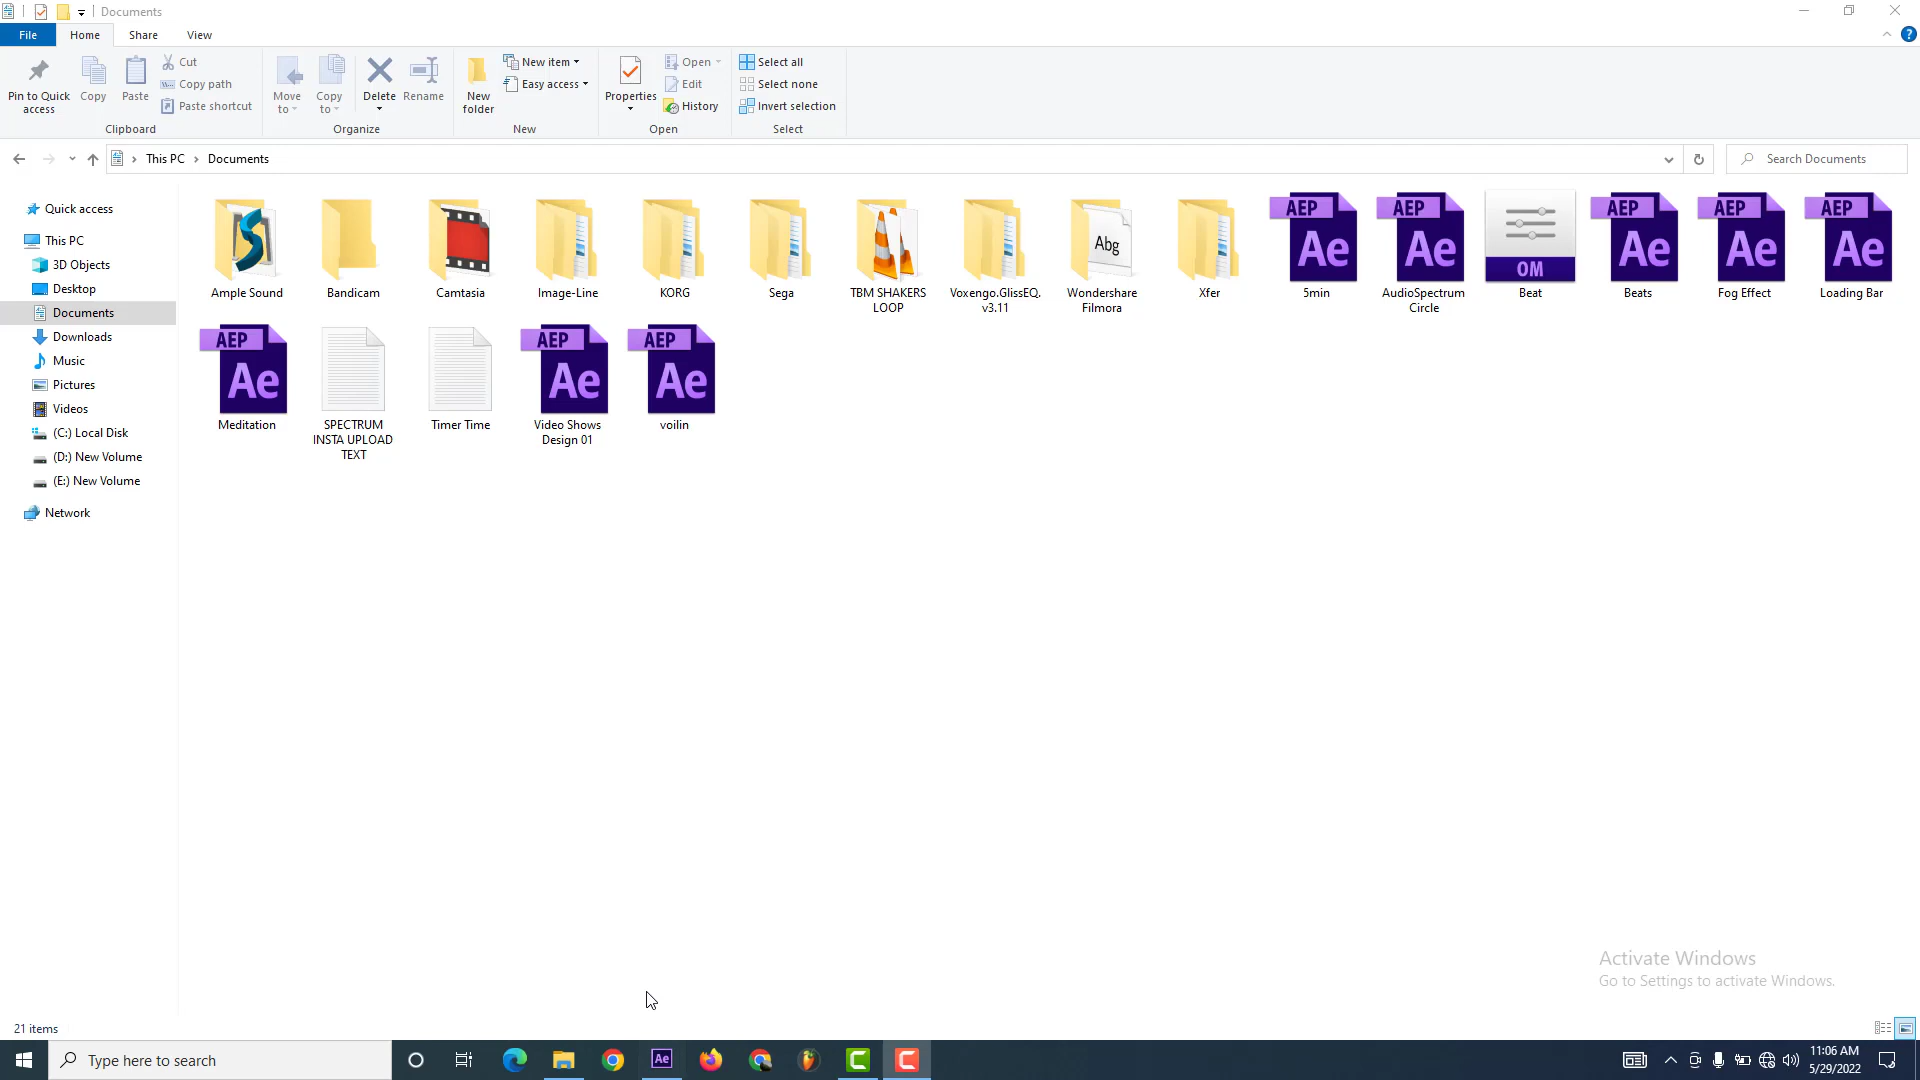 Documents
File
Home
Share
View
Pin to Quick access
Copy
Paste
Cut
Copy path
Paste shortcut
Clipboard
Move to
Copy to
Delete
Rename
Organize
New folder
New item
Easy access
New
Properties
Open
Edit
History
Open
Select all
Select none
Invert selection
Select
This PC
Documents
Search Documents
Quick access
This PC
3D Objects
Desktop
Documents
Downloads
Music
Pictures
Videos
(C:) Local Disk
(D:) New Volume
(E:) New Volume
Network
Ample Sound
Bandicam
Camtasia
Image-Line
KORG
Sega
TBM SHAKERS
LOOP
Voxengo.GlissEQ.
v3.11
Abg
Wondershare
Filmora
Xfer
AEP
Ae
5min
AEP
Ae
AudioSpectrum
Circle
OM
Beat
AEP
Ae
Beats
AEP
Ae
Fog Effect
AEP
Ae
Loading Bar
AEP
Ae
Meditation
SPECTRUM
INSTA UPLOAD
TEXT
Timer Time
AEP
Ae
Video Shows
Design 01
AEP
Ae
voilin
Activate Windows
Go to Settings to activate Windows.
21 items
Type here to search
Ae
11:06 AM
5/29/2022